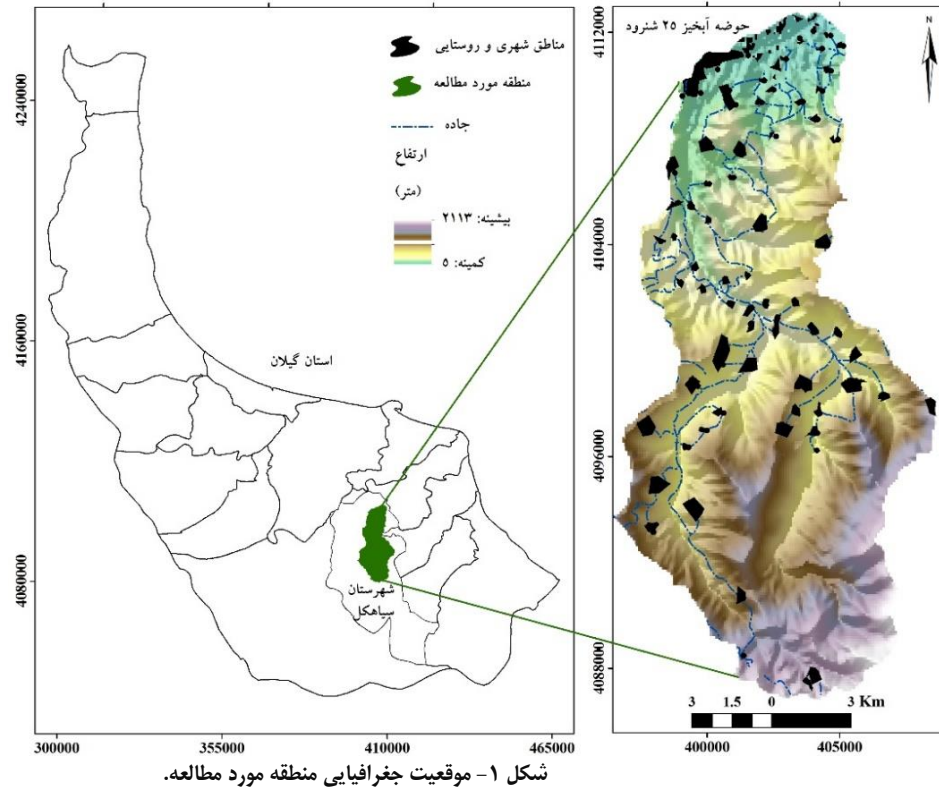 مناطق شهری و روستایی
منطقه مورد مطالعه
جاده
ارتفاع
(متر)
بیشینه: ۲۱۱۳
کمینه: ۵
استان گیلان
شهرستان
سیاهکل
4240000
4160000
4080000
300000
355000
410000
465000
حوضه آبخیز ۲۵ شنرود
N
4112000
4104000
4096000
4088000
3 1.5 0 3 Km
400000
405000
شکل ۱- موقعیت جغرافیایی منطقه مورد مطالعه.